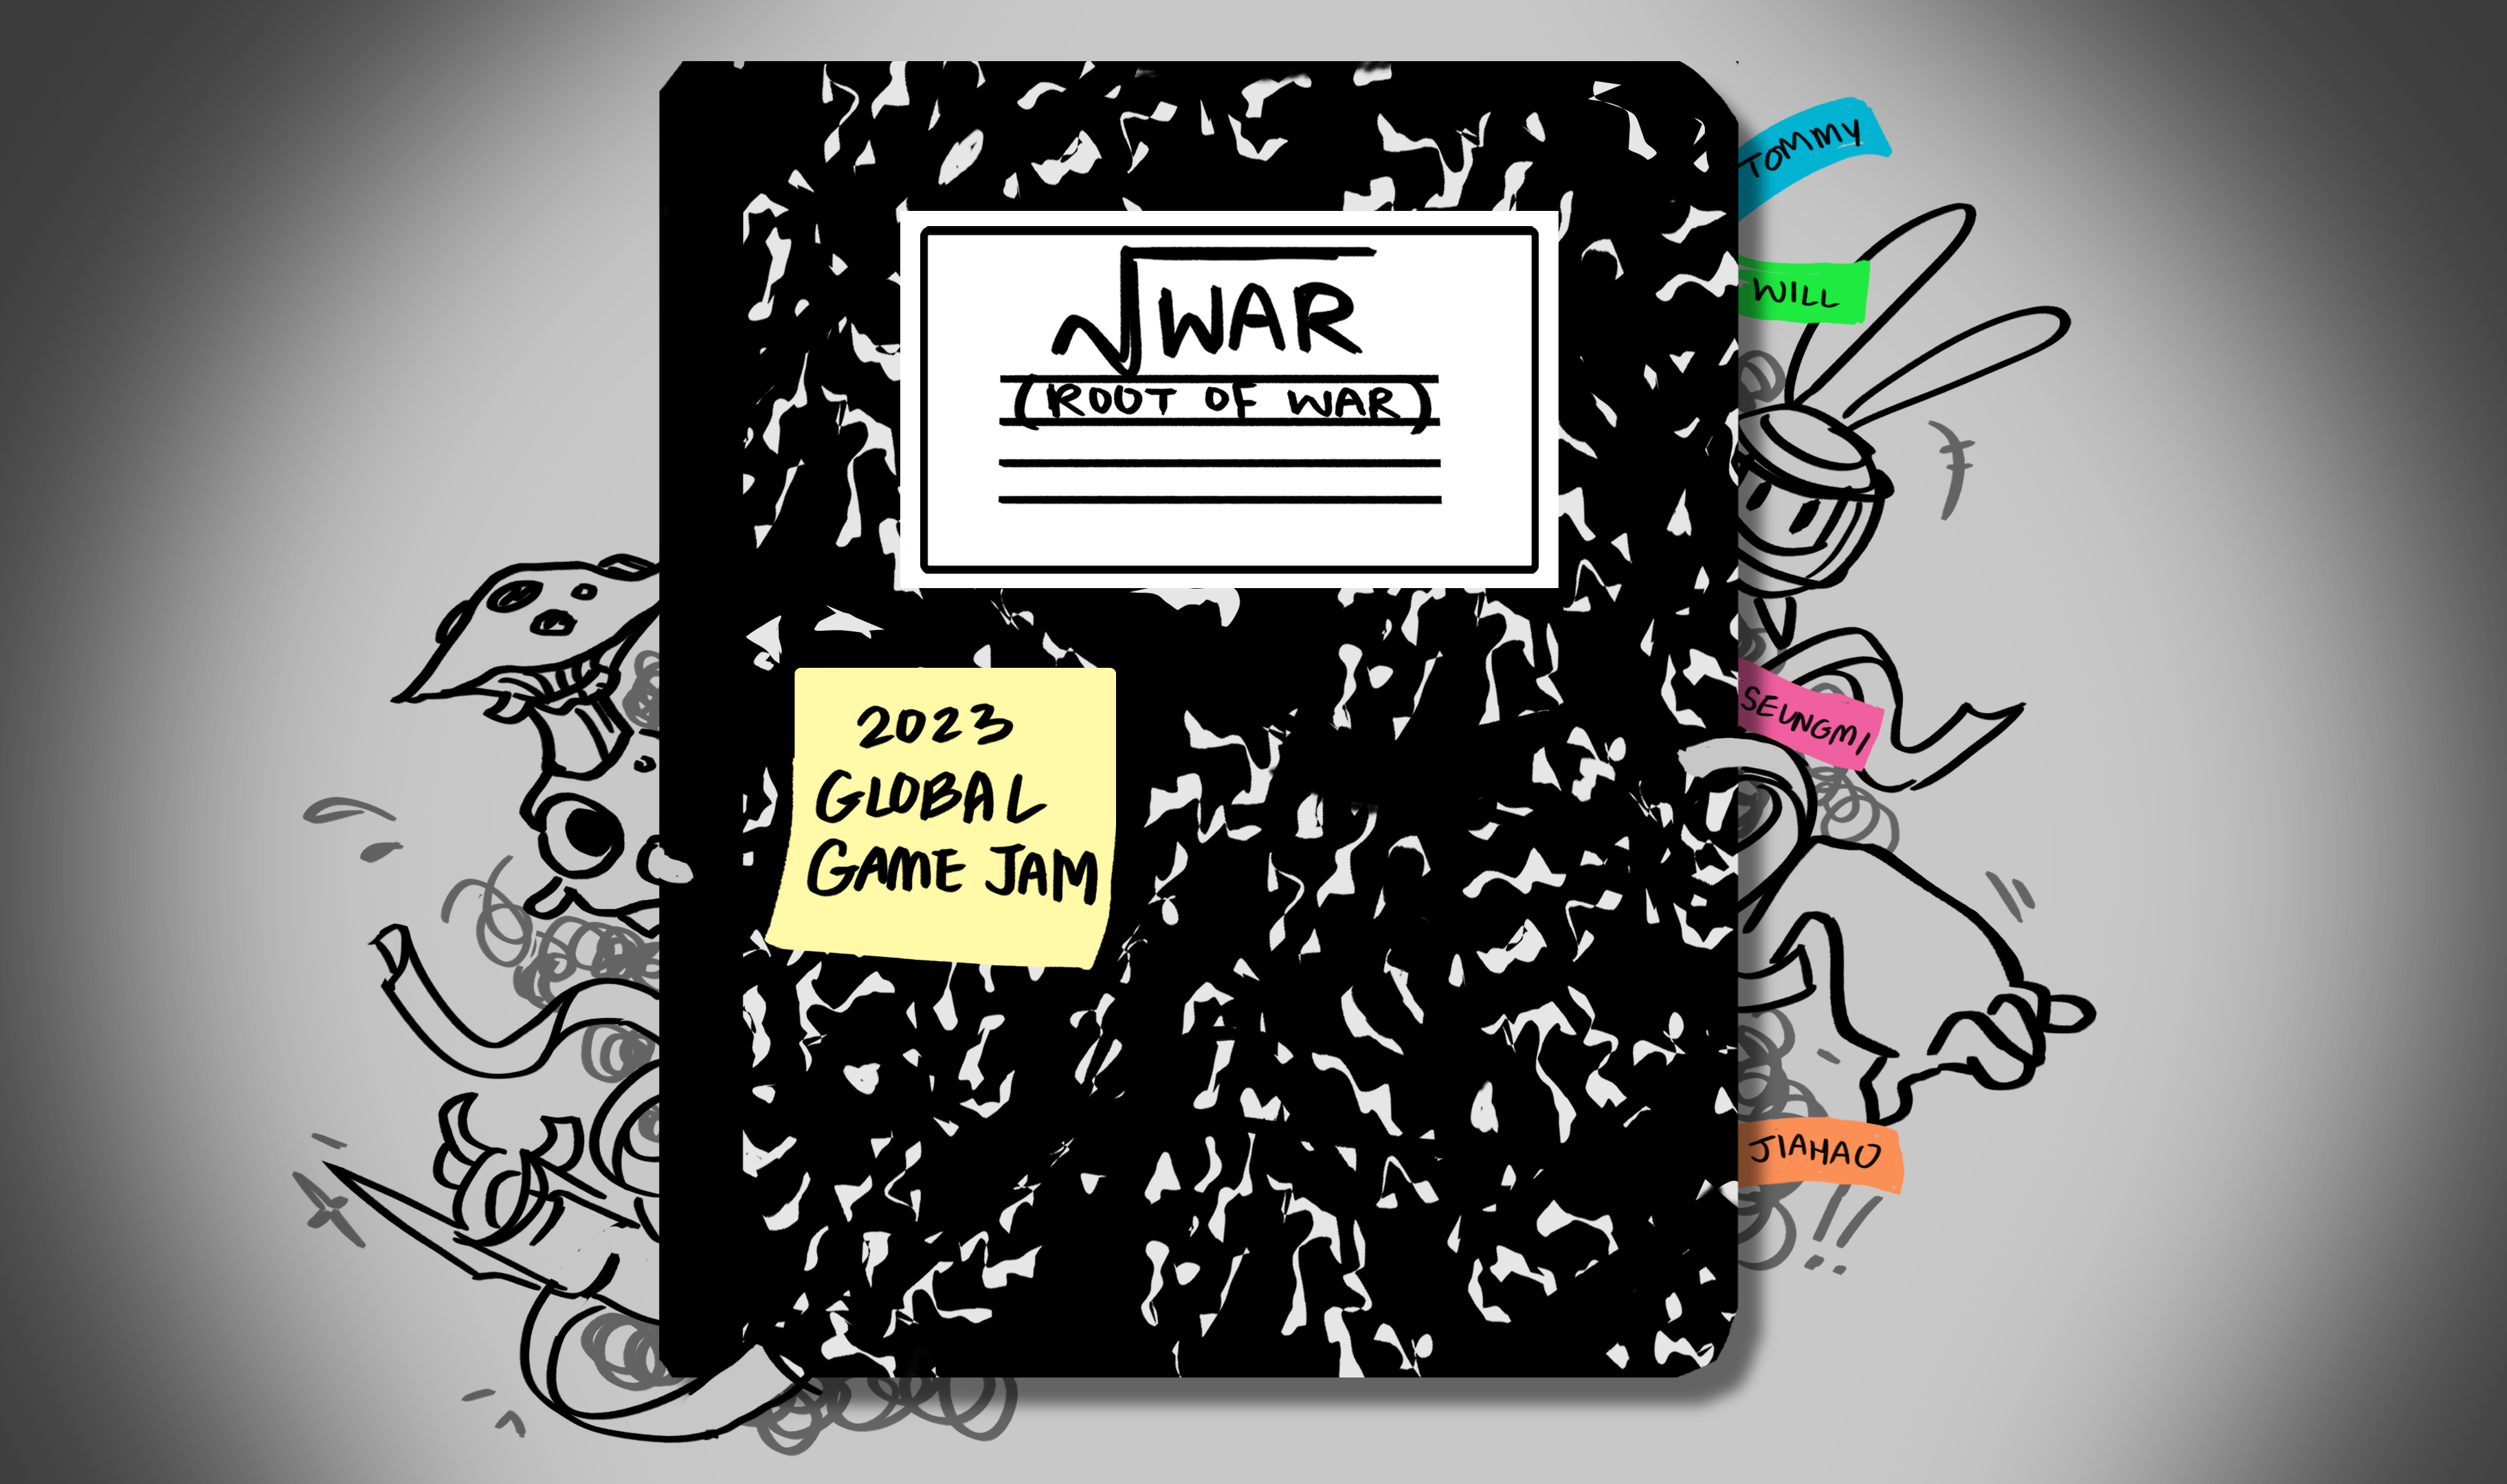 √WAR
(ROOT OF WAR)
2023
GLOBAL
GAME JAM
TOMMY
WILL
SEUNGMI
JIAHAO
!!